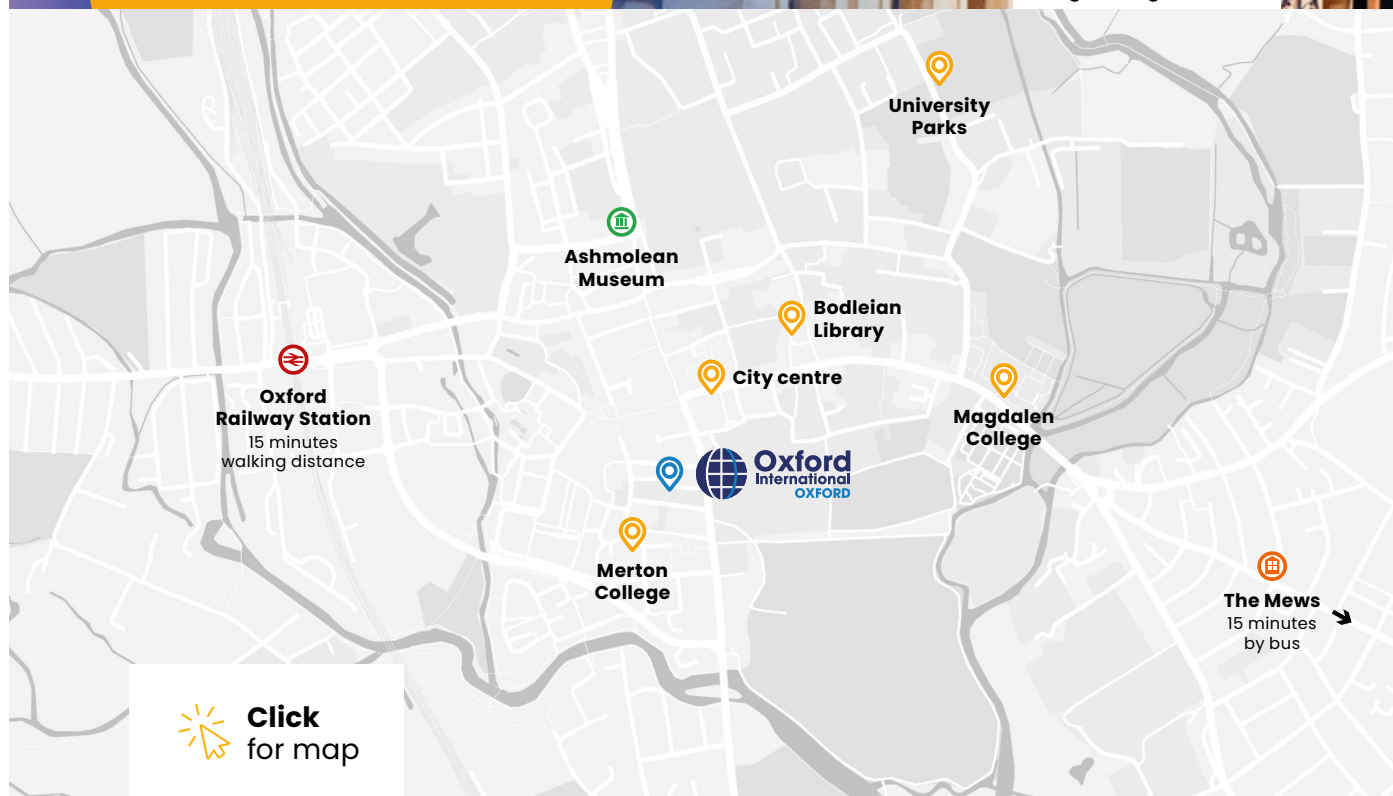 University
Parks
Ashmolean
Museum
Bodleian
Library
City centre
Oxford
Railway Station
15 minutes
walking distance
Magdalen
College
Oxford
International
OXFORD
Merton
College
The Mews
15 minutes
by bus
Click
for map